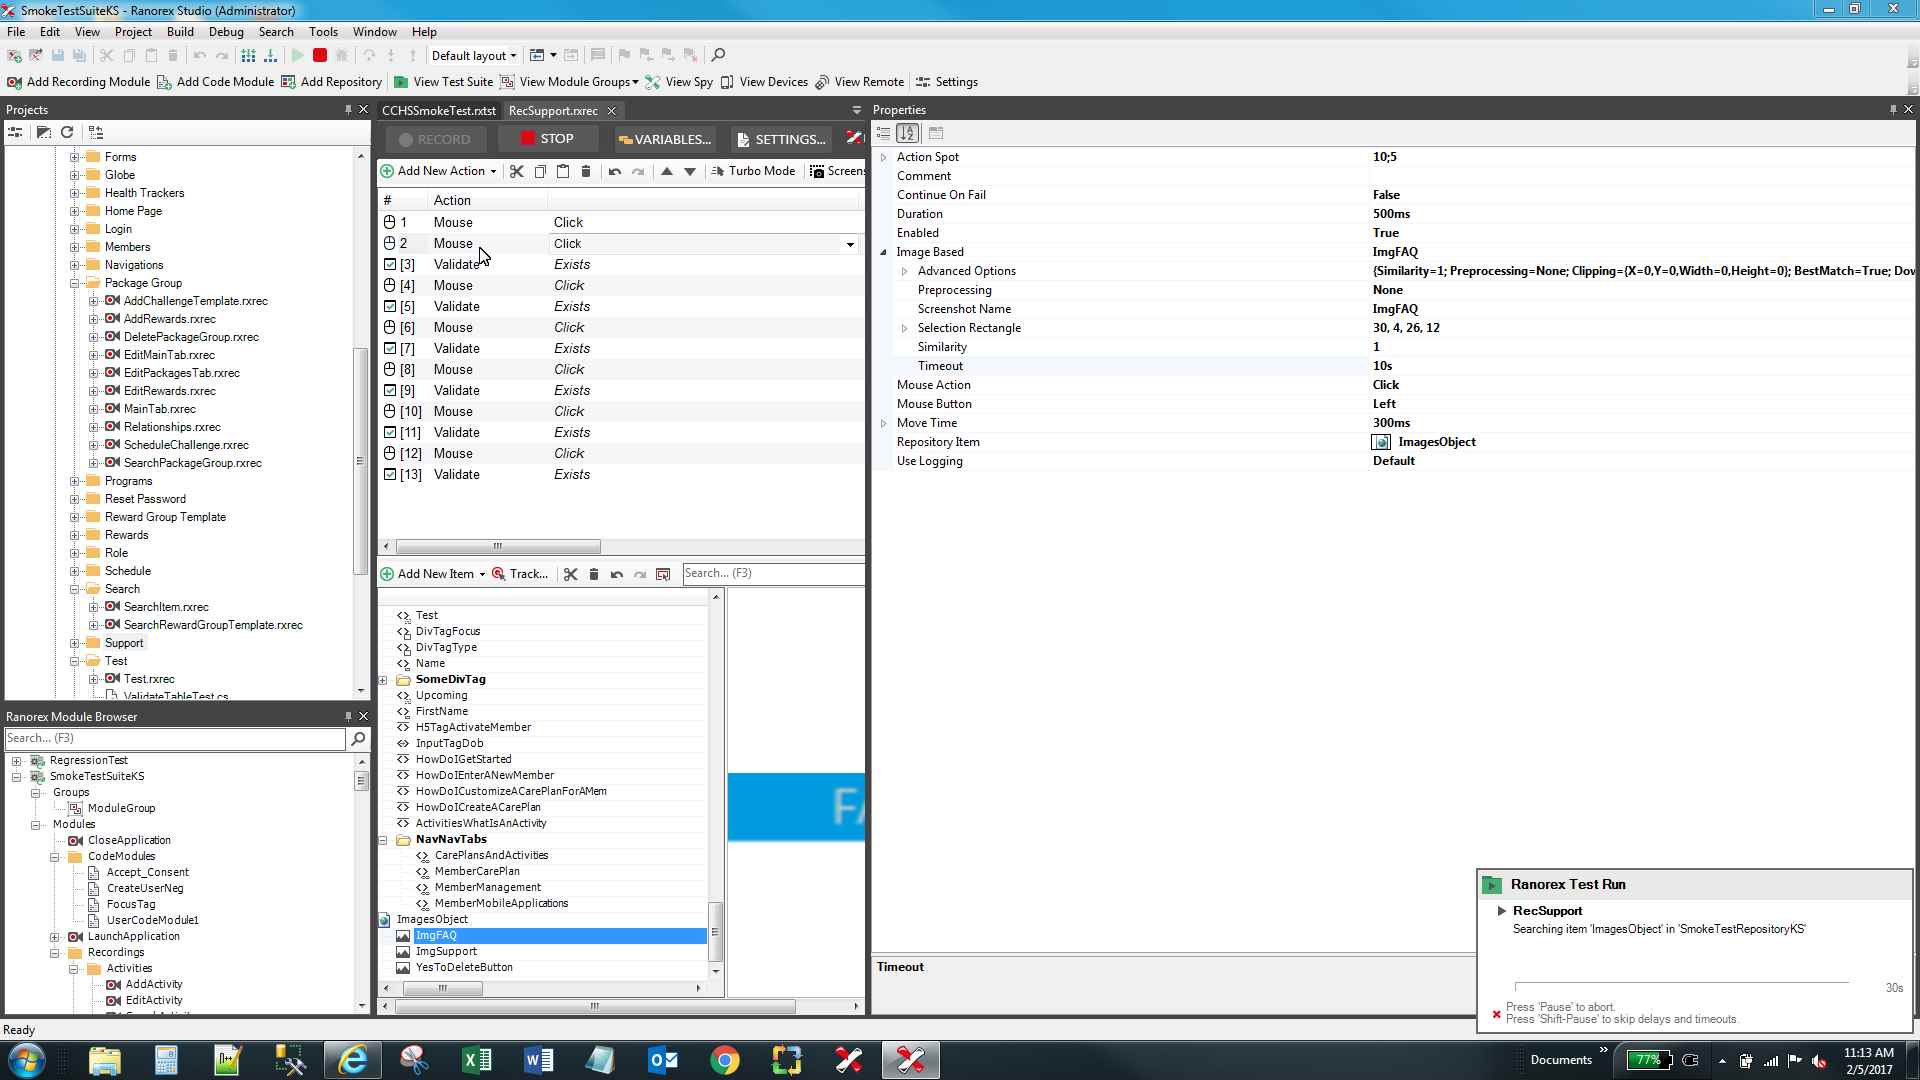 SmokeTestSuiteKS - Ranorex Studio (Administrator)
File Edit View Project Build Debug Search Tools Window Help
Default layout
Add Recording Module Add Code Module Add Repository View Test Suite View Module Groups View Spy View Devices View Remote Settings
Projects
Forms
Globe
Health Trackers
Home Page
Login
Members
Navigations
Package Group
AddChallengeTemplate.rxrec
AddRewards.rxrec
DeletePackageGroup.rxrec
EditMainTab.rxrec
EditPackagesTab.rxrec
EditRewards.rxrec
MainTab.rxrec
Relationships.rxrec
ScheduleChallenge.rxrec
SearchPackageGroup.rxrec
Programs
Reset Password
Reward Group Template
Rewards
Role
Schedule
Search
SearchItem.rxrec
SearchRewardGroupTemplate.rxrec
Support
Test
Test.rxrec
ValidateTableTest.cs
Ranorex Module Browser
Search... (F3)
RegressionTest
SmokeTestSuiteKS
Groups
ModuleGroup
Modules
CloseApplication
CodeModules
Accept_Consent
CreateUserNeg
FocusTag
UserCodeModule1
LaunchApplication
Recordings
Activities
AddActivity
EditActivity
CCHSSmokeTest.rxtst RecSupport.rxrec
RECORD STOP VARIABLES... SETTINGS...
Add New Action Turbo Mode Screens
# Action
1 Mouse Click
2 Mouse Click
[3] Validate Exists
[4] Mouse Click
[5] Validate Exists
[6] Mouse Click
[7] Validate Exists
[8] Mouse Click
[9] Validate Exists
[10] Mouse Click
[11] Validate Exists
[12] Mouse Click
[13] Validate Exists
Add New Item Track... Search... (F3)
Test
DivTagFocus
DivTagType
Name
SomeDivTag
Upcoming
FirstName
H5TagActivateMember
InputTagDob
HowDoIGetStarted
HowDoIEnterANewMember
HowDoICustomizeACarePlanForAMem
HowDoICreateACarePlan
ActivitiesWhatIsAnActivity
NavNavTabs
CarePlansAndActivities
MemberCarePlan
MemberManagement
MemberMobileApplications
ImagesObject
ImgFAQ
ImgSupport
YesToDeleteButton
FA
Properties
Action Spot 10;5
Comment
Continue On Fail False
Duration 500ms
Enabled True
Image Based ImgFAQ
Advanced Options {Similarity=1; Preprocessing=None; Clipping={X=0,Y=0,Width=0,Height=0}; BestMatch=True; Dow
Preprocessing None
Screenshot Name ImgFAQ
Selection Rectangle 30, 4, 26, 12
Similarity 1
Timeout 10s
Mouse Action Click
Mouse Button Left
Move Time 300ms
Repository Item ImagesObject
Use Logging Default
Timeout
Ranorex Test Run
RecSupport
Searching item 'ImagesObject' in 'SmokeTestRepositoryKS'
30s
Press 'Pause' to abort.
Press 'Shift-Pause' to skip delays and timeouts.
Ready
Documents 77% 11:13 AM
2/5/2017